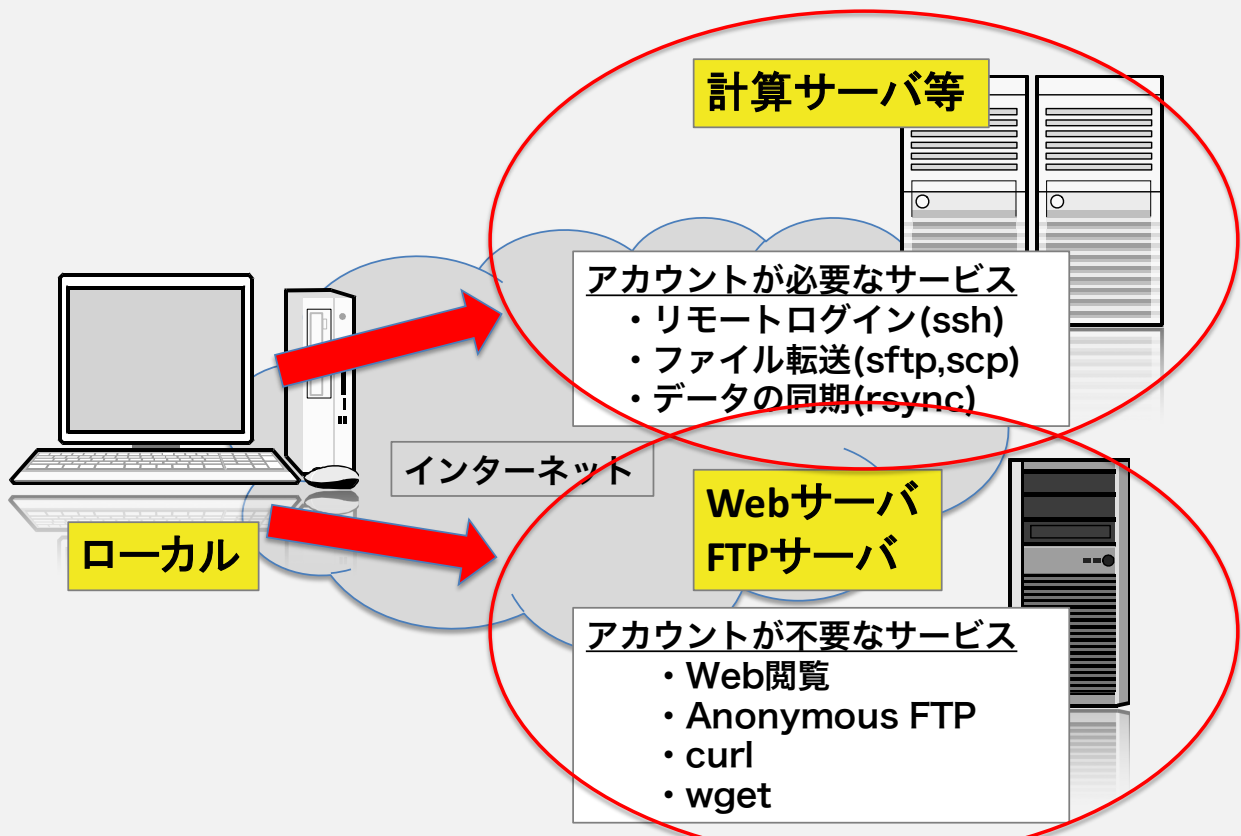 計算サーバ等
アカウントが必要なサービス
・リモートログイン(ssh)
・ファイル転送(sftp,scp)
・データの同期(rsync)
インターネット
ローカル
Webサーバ
FTPサーバ
アカウントが不要なサービス
・Web閲覧
・Anonymous FTP
・curl
・wget